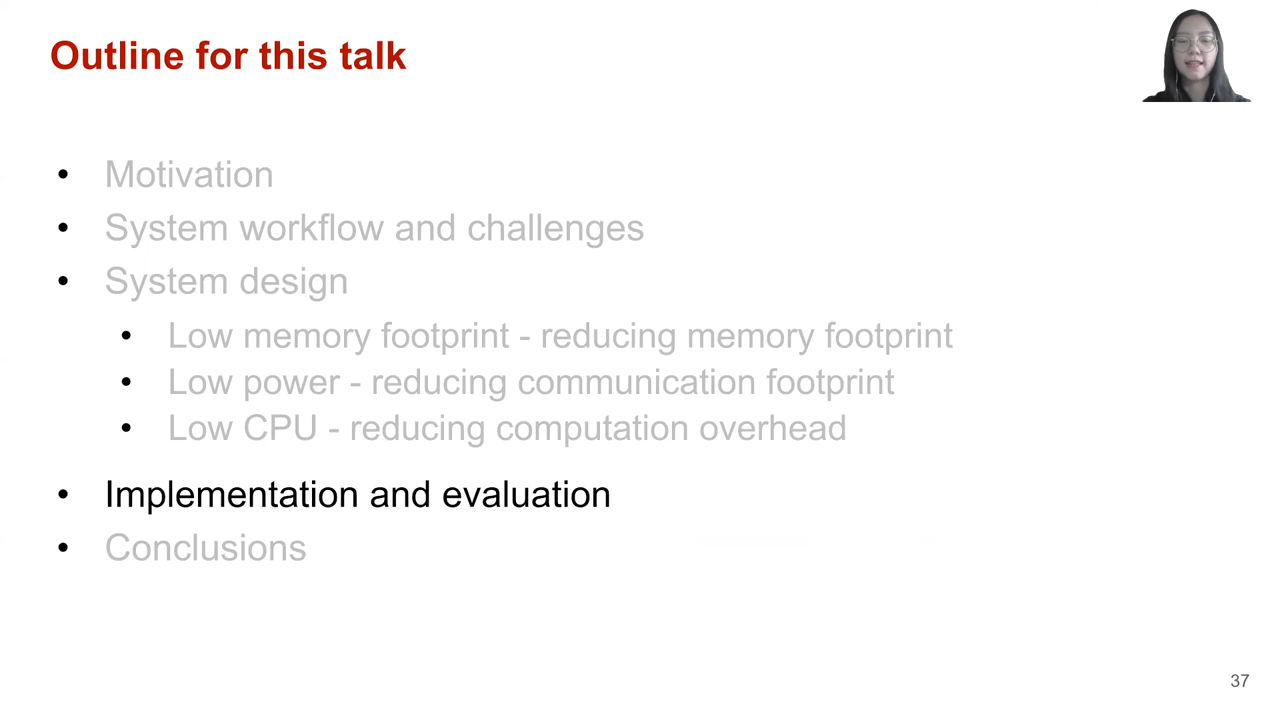 Outline for this talk
• Motivation
• System workflow and challenges
• System design
• Low memory footprint - reducing memory footprint
• Low power - reducing communication footprint
• Low CPU - reducing computation overhead
• Implementation and evaluation
• Conclusions
37